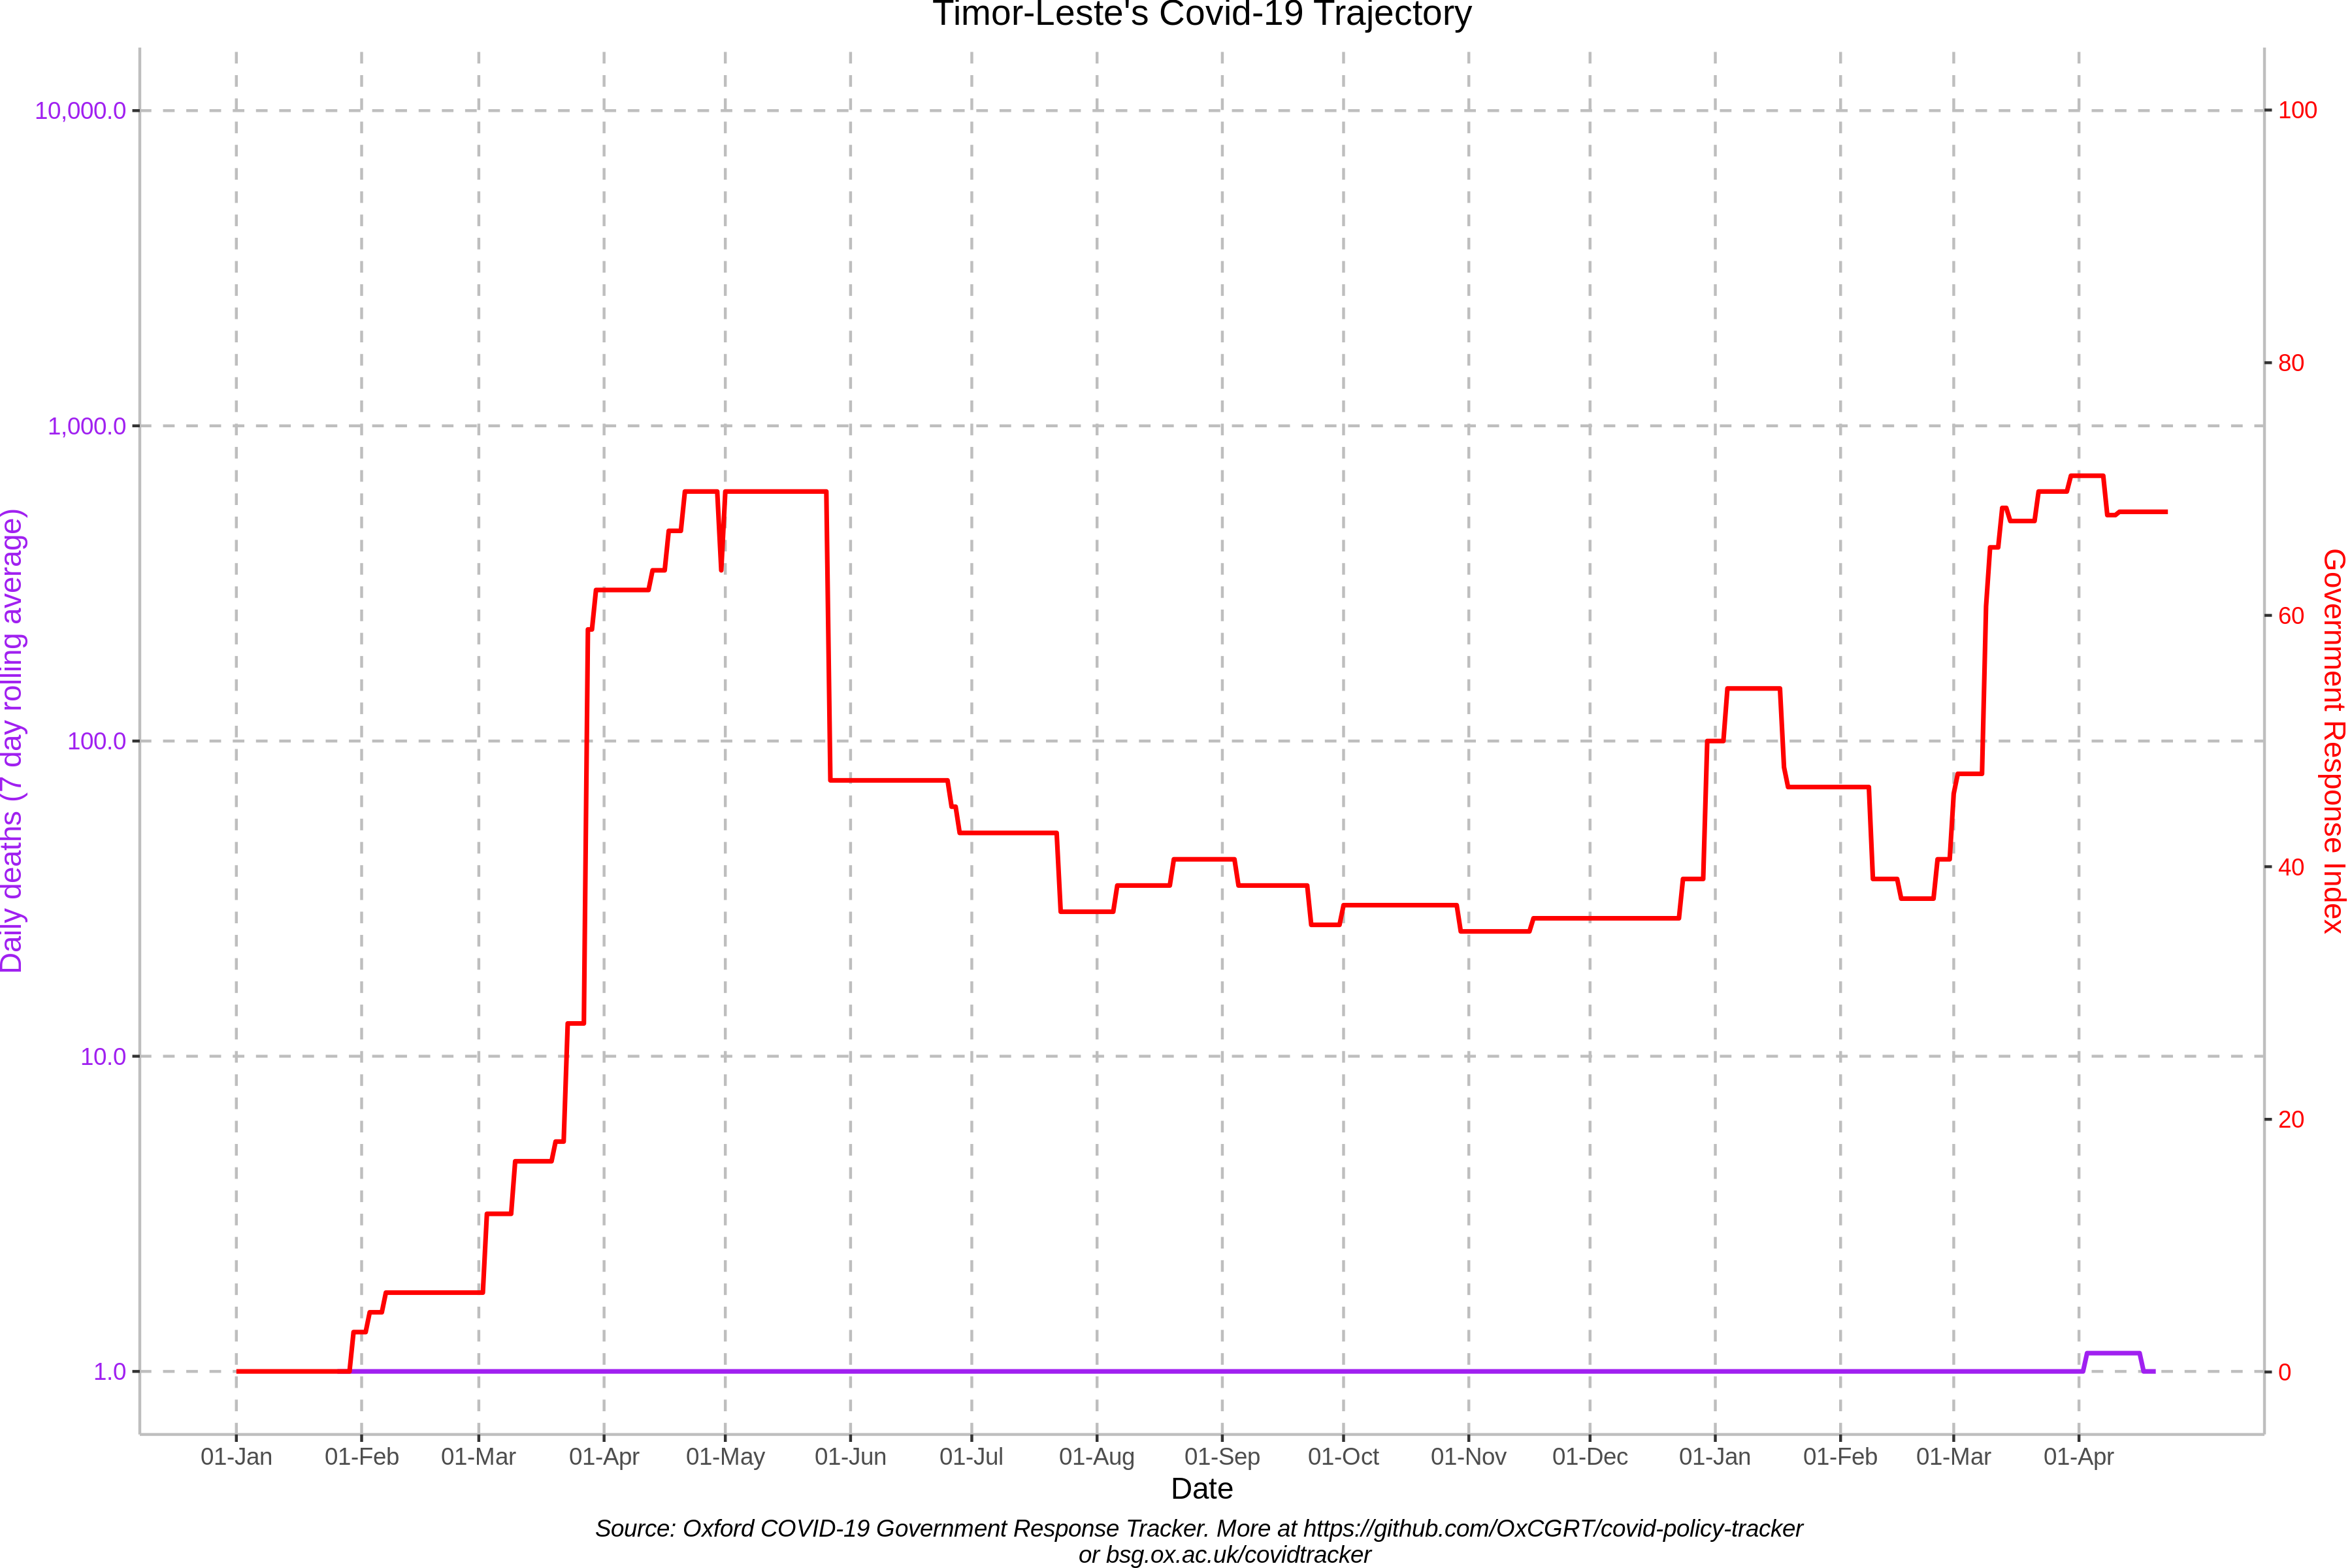 Timor-Leste's Covid-19 Trajectory
10,000.0
1,000.0
100.0
10.0
1.0
Daily deaths (7 day rolling average)
100
80
60
40
20
0
Government Response Index
01-Jan 01-Feb 01-Mar 01-Apr 01-May 01-Jun 01-Jul 01-Aug 01-Sep 01-Oct 01-Nov 01-Dec 01-Jan 01-Feb 01-Mar 01-Apr
Date
Source: Oxford COVID-19 Government Response Tracker. More at https://github.com/OxCGRT/covid-policy-tracker
or bsg.ox.ac.uk/covidtracker